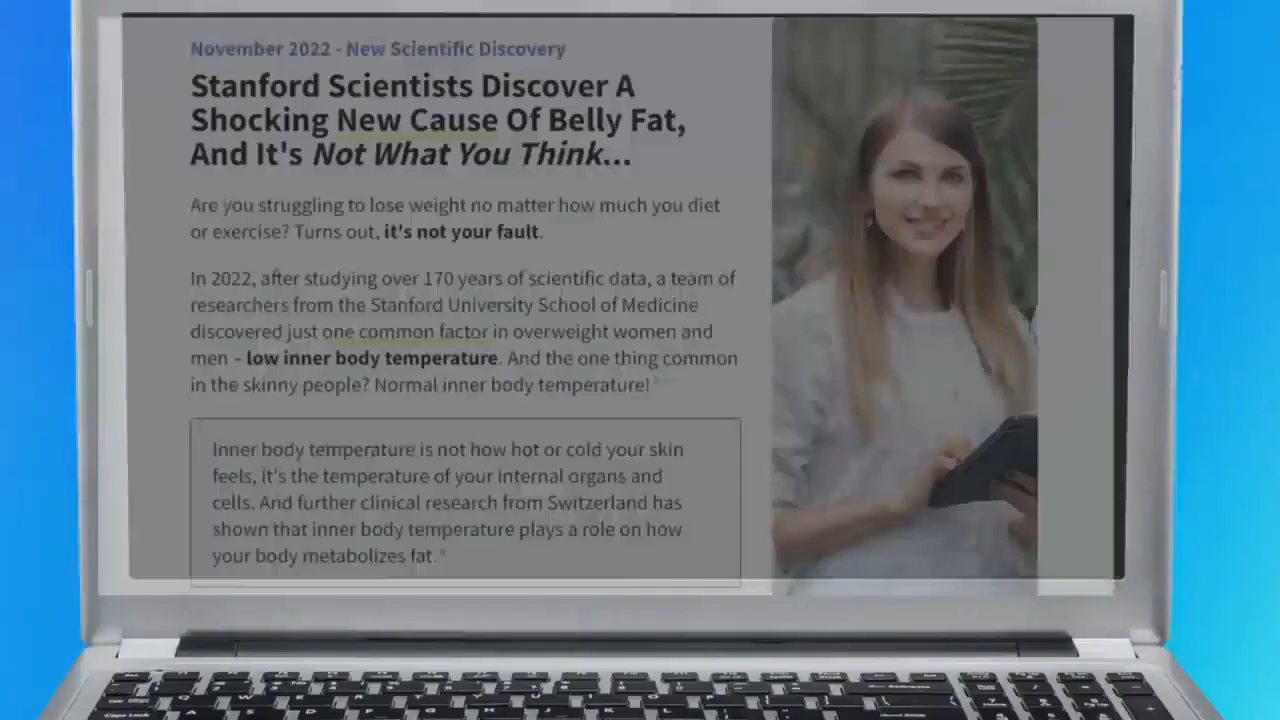 November 2022 - New Scientific Discovery
Stanford Scientists Discover A
Shocking New Cause Of Belly Fat,
And It's Not What You Think...
Are you struggling to lose weight no matter how much you diet
or exercise? Turns out, it's not your fault.
In 2022, after studying over 170 years of scientific data, a team of
researchers from the Stanford University School of Medicine
discovered just one common factor in overweight women and
men – low inner body temperature. And the one thing common
in the skinny people? Normal inner body temperature!
Inner body temperature is not how hot or cold your skin
feels, it's the temperature of your internal organs and
cells. And further clinical research from Switzerland has
shown that inner body temperature plays a role on how
your body metabolizes fat.
Caps Lock